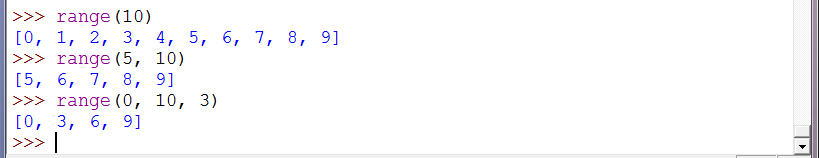 >>> range(10)
[0, 1, 2, 3, 4, 5, 6, 7, 8, 9]
>>> range(5, 10)
[5, 6, 7, 8, 9]
>>> range(0, 10, 3)
[0, 3, 6, 9]
>>>